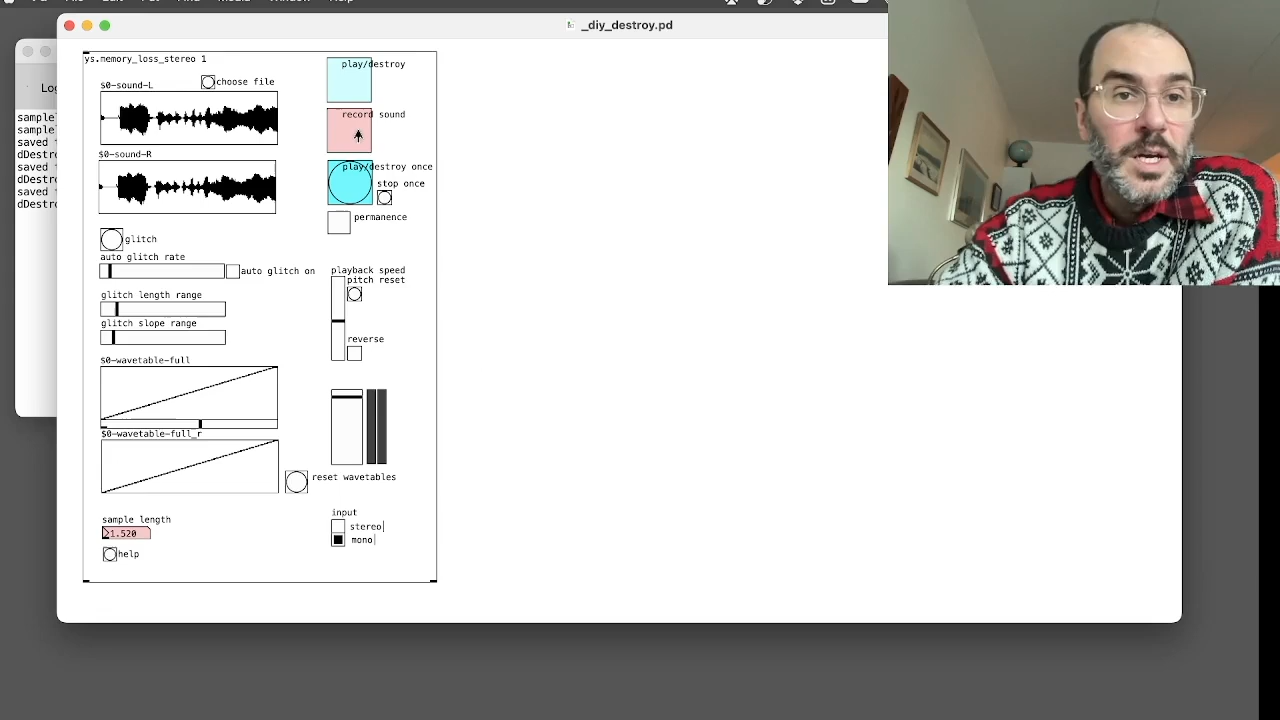 _diy_destroy.pd
ys.memory_loss_stereo 1
play/destroy
choose file
$0-sound-L
record sound
$0-sound-R
play/destroy once
stop once
permanence
glitch
auto glitch rate
auto glitch on
playback speed
pitch reset
glitch length range
glitch slope range
reverse
$0-wavetable-full
$0-wavetable-full_r
reset wavetables
input
sample length
stereo
1.520
mono
help
sample
sample
saved
dDestr
saved
dDestr
saved
dDestr